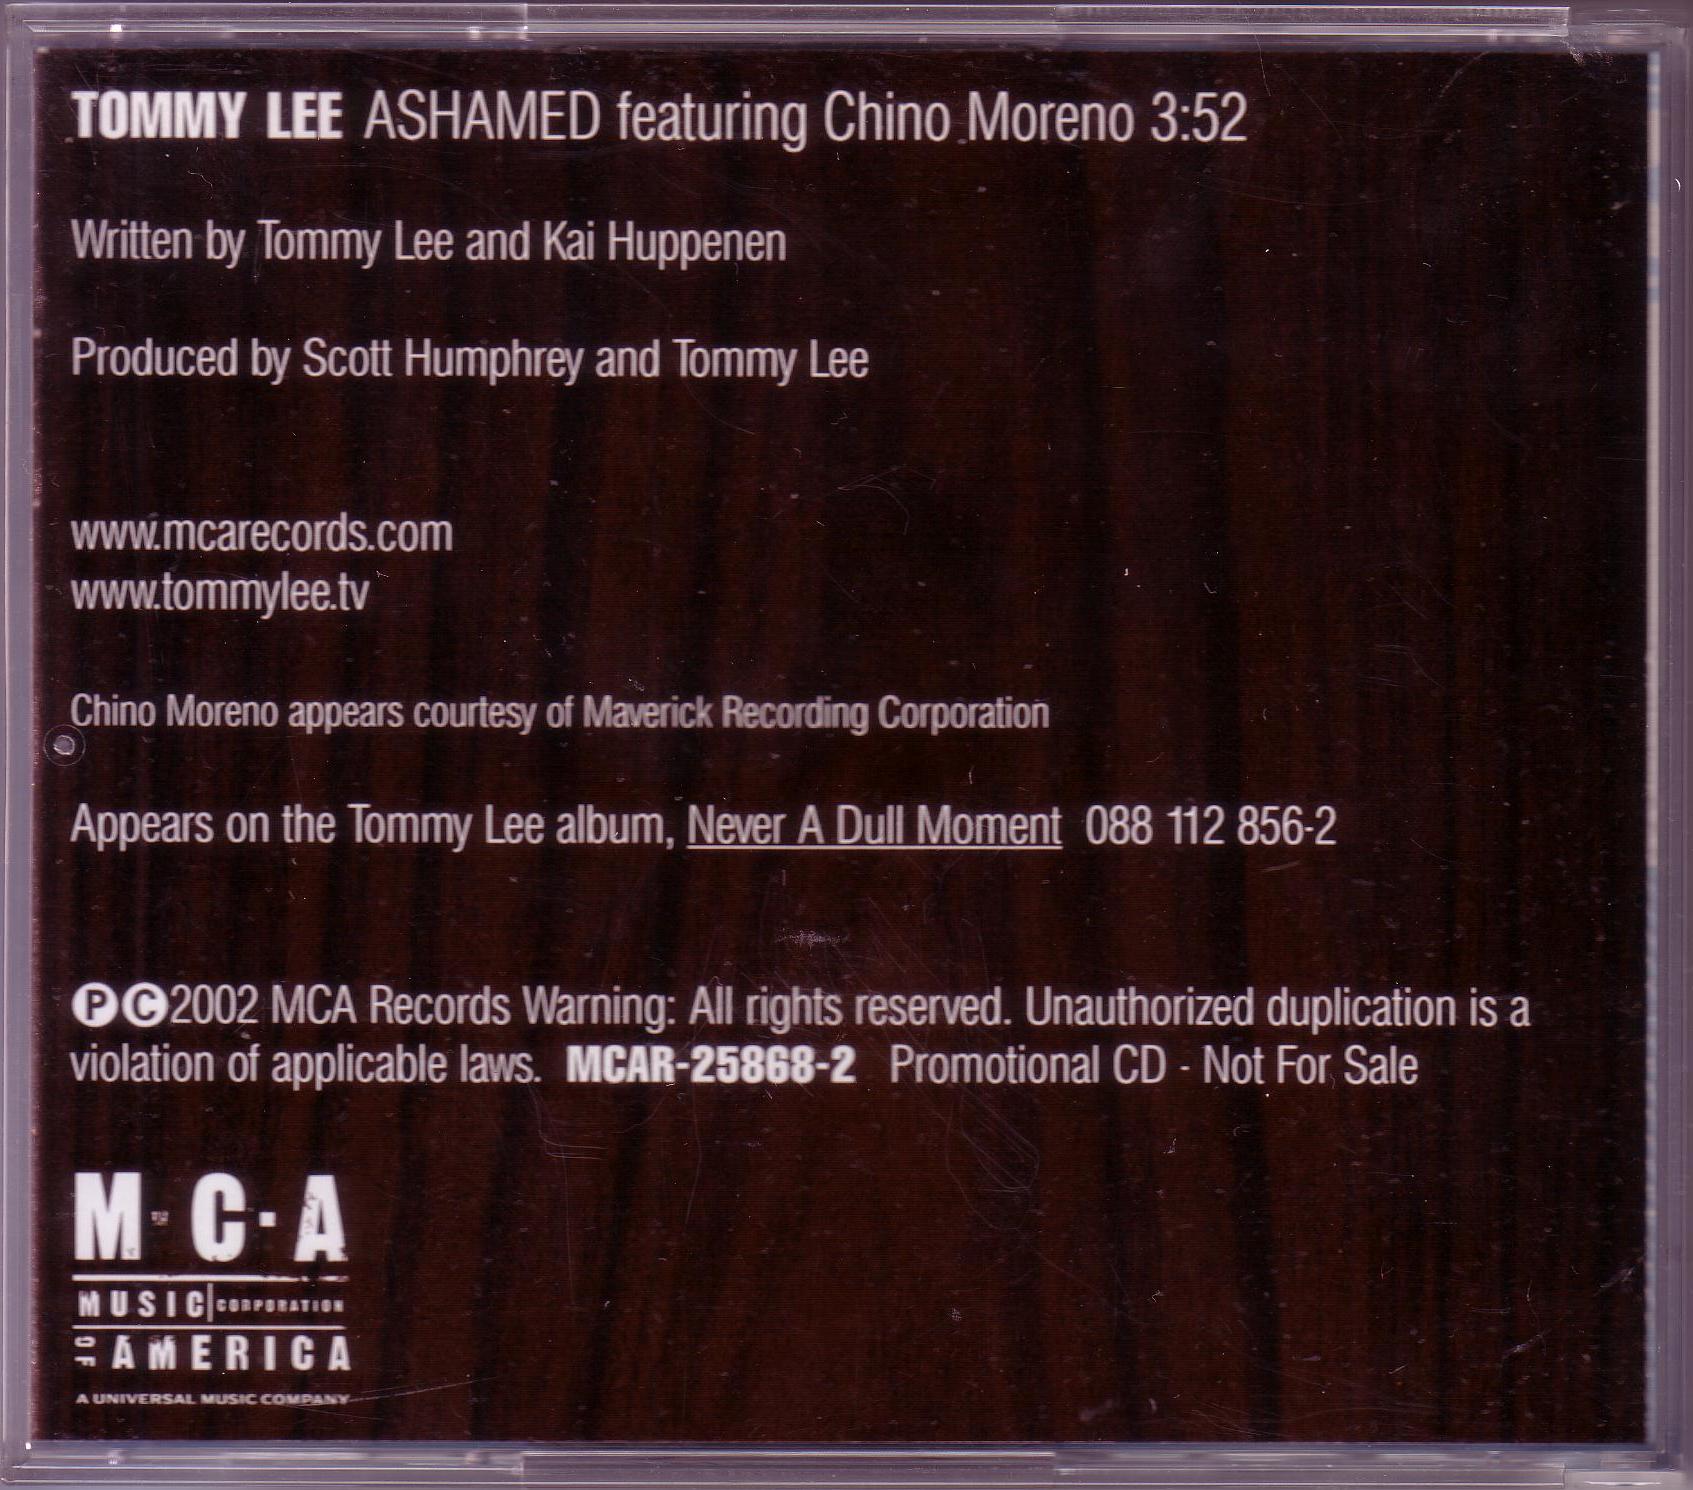 TOMMY LEE ASHAMED featuring Chino Moreno 3:52
Written by Tommy Lee and Kai Huppenen
Produced by Scott Humphrey and Tommy Lee
www.mcarecords.com
www.tommylee.tv
Chino Moreno appears courtesy of Maverick Recording Corporation
Appears on the Tommy Lee album, Never A Dull Moment 088 112 856-2
Ⓟ©2002 MCA Records Warning: All rights reserved. Unauthorized duplication is a
violation of applicable laws. MCAR-25868-2 Promotional CD - Not For Sale
M·C·A
MUSIC CORPORATION
OF AMERICA
A UNIVERSAL MUSIC COMPANY